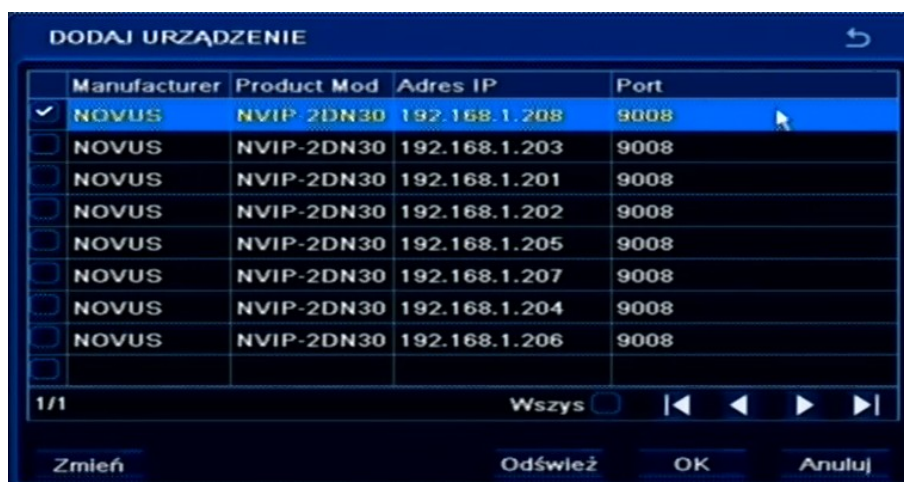 DODAJ URZĄDZENIE
Manufacturer Product Mod Adres IP Port
NOVUS NVIP-2DN30 192.168.1.208 9008
NOVUS NVIP-2DN30 192.168.1.203 9008
NOVUS NVIP-2DN30 192.168.1.201 9008
NOVUS NVIP-2DN30 192.168.1.202 9008
NOVUS NVIP-2DN30 192.168.1.205 9008
NOVUS NVIP-2DN30 192.168.1.207 9008
NOVUS NVIP-2DN30 192.168.1.204 9008
NOVUS NVIP-2DN30 192.168.1.206 9008
1/1 Wszys
Zmień Odśwież OK Anuluj